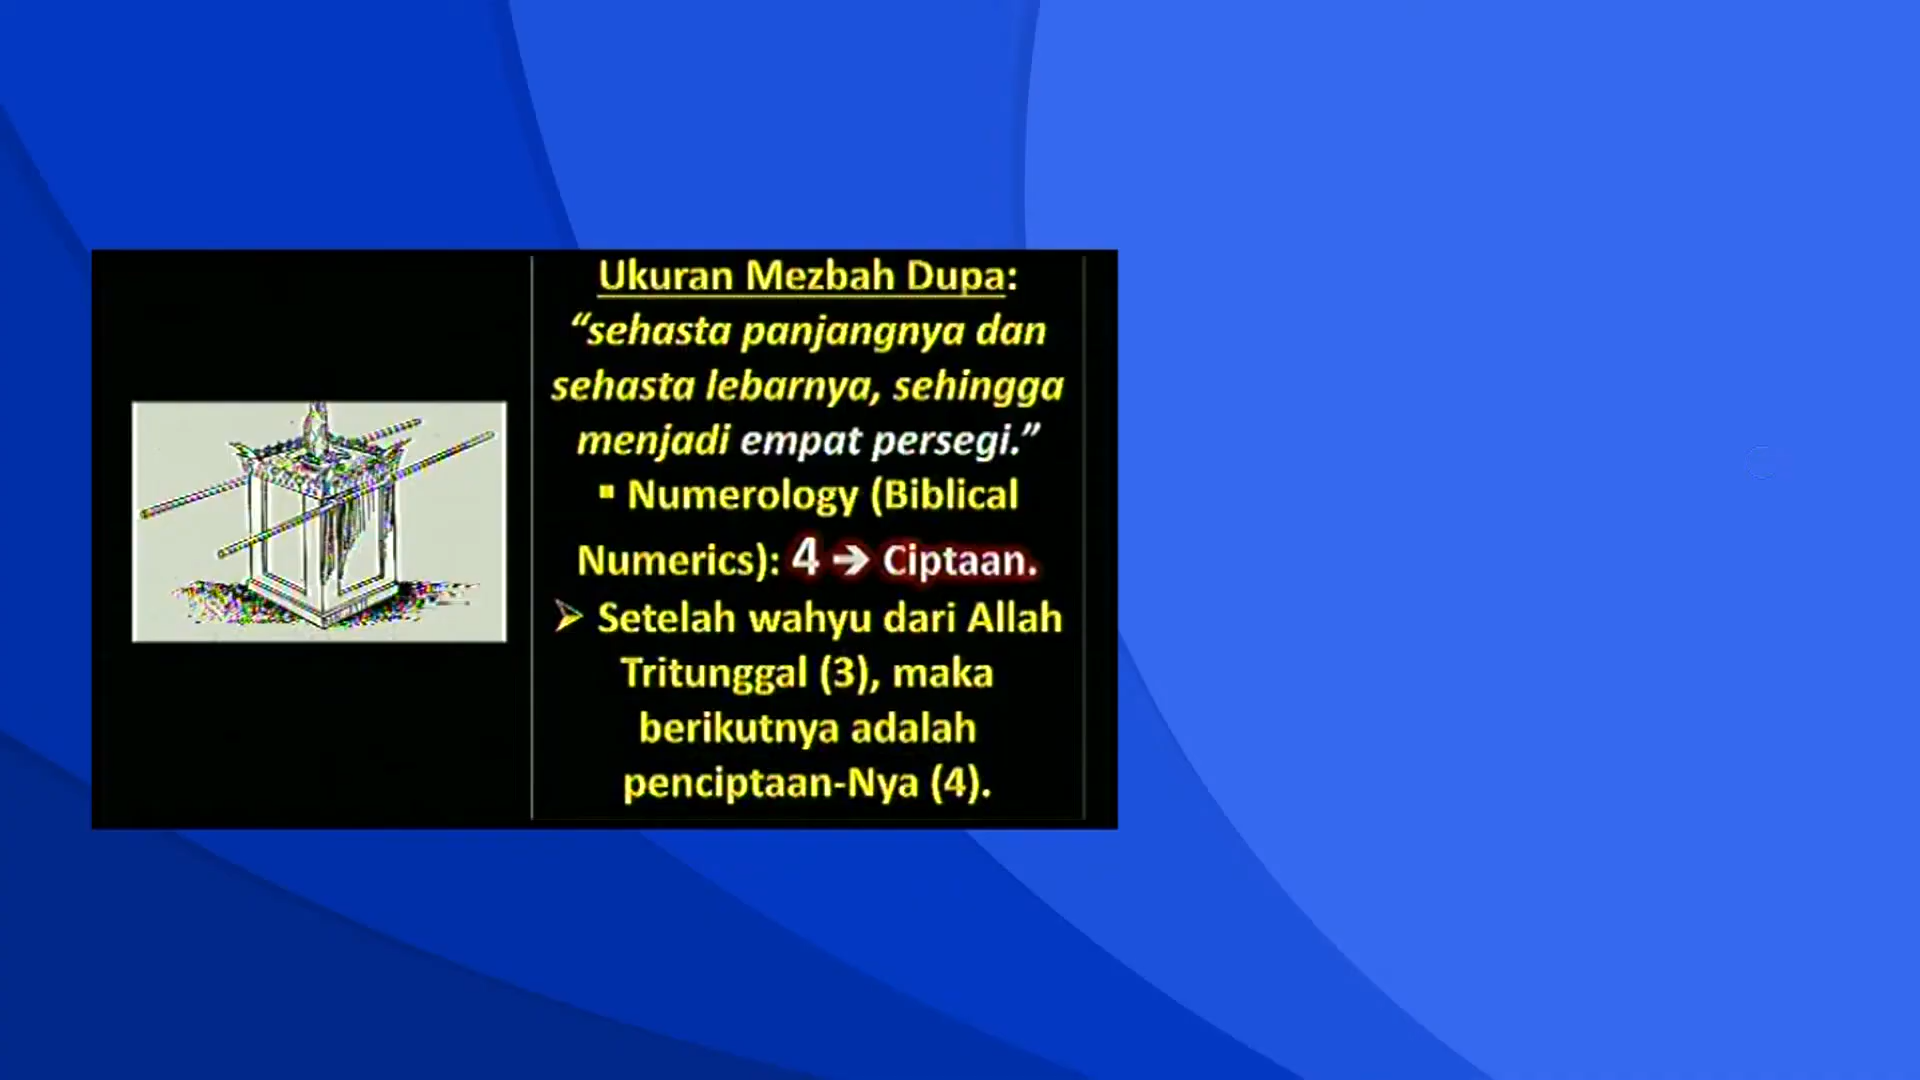 Ukuran Mezbah Dupa:
“sehasta panjangnya dan
sehasta lebarnya, sehingga
menjadi empat persegi.”
▪ Numerology (Biblical
Numerics): 4 → Ciptaan.
➢ Setelah wahyu dari Allah
Tritunggal (3), maka
berikutnya adalah
penciptaan-Nya (4).